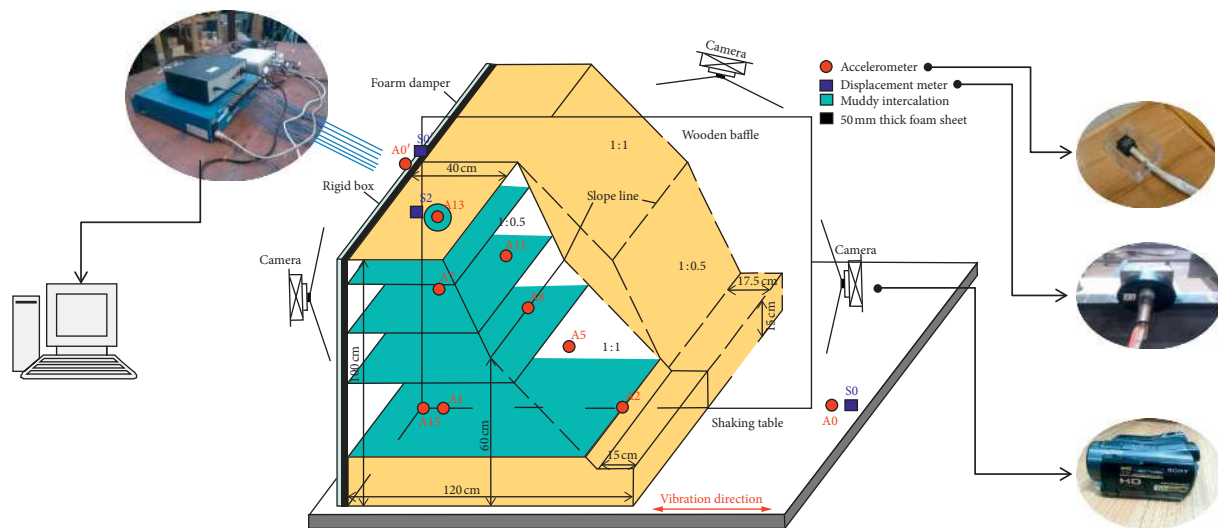 Camera
Accelerometer
Displacement meter
Muddy intercalation
50 mm thick foam sheet
Foarm damper
Wooden baffle
S0'
A0'
1:1
40 cm
Rigid box
S2
A13
Slope line
1:0.5
A11
Camera
Camera
1:0.5
17.5 cm
15 cm
A8
A5
1:1
100 cm
A1
A15
A2
S0
A0
Shaking table
60 cm
15 cm
120 cm
Vibration direction
SONY
HD